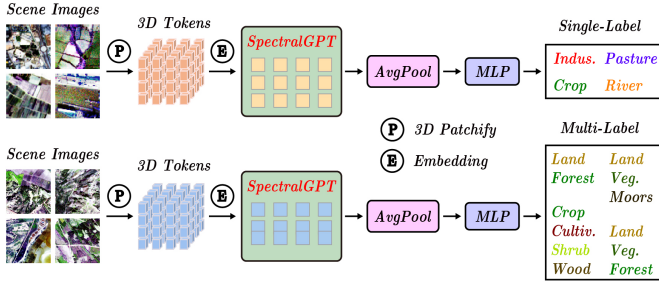 Scene Images
3D Tokens
P
E
SpectralGPT
AvgPool
MLP
Single-Label
Indus. Pasture
Crop River
P 3D Patchify
E Embedding
Scene Images
3D Tokens
P
E
SpectralGPT
AvgPool
MLP
Multi-Label
Land Land
Forest Veg.
Moors
Crop
Cultiv. Land
Shrub Veg.
Wood Forest